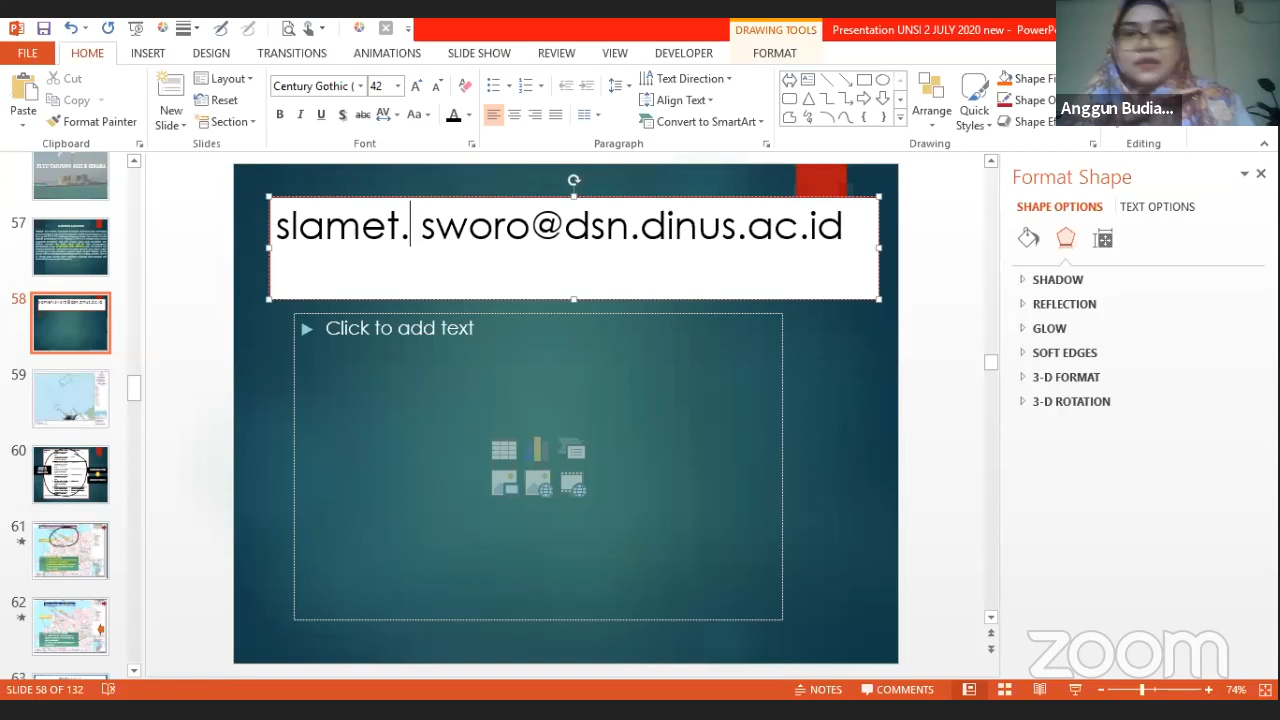 DRAWING TOOLS
Presentation UNSI 2 JULY 2020 new - PowerPo
FILE
HOME
INSERT
DESIGN
TRANSITIONS
ANIMATIONS
SLIDE SHOW
REVIEW
VIEW
DEVELOPER
FORMAT
Paste
Cut
Copy
Format Painter
Clipboard
New Slide
Layout
Reset
Section
Slides
Century Gothic (
42
Font
Text Direction
Align Text
Convert to SmartArt
Paragraph
Arrange
Quick Styles
Shape Fi
Shape O
Shape E
Drawing
Editing
Anggun Budia...
57
58
59
60
61
62
63
slamet. sworo@dsn.dinus.ac.id
Click to add text
Format Shape
SHAPE OPTIONS
TEXT OPTIONS
SHADOW
REFLECTION
GLOW
SOFT EDGES
3-D FORMAT
3-D ROTATION
zoom
SLIDE 58 OF 132
NOTES
COMMENTS
74%